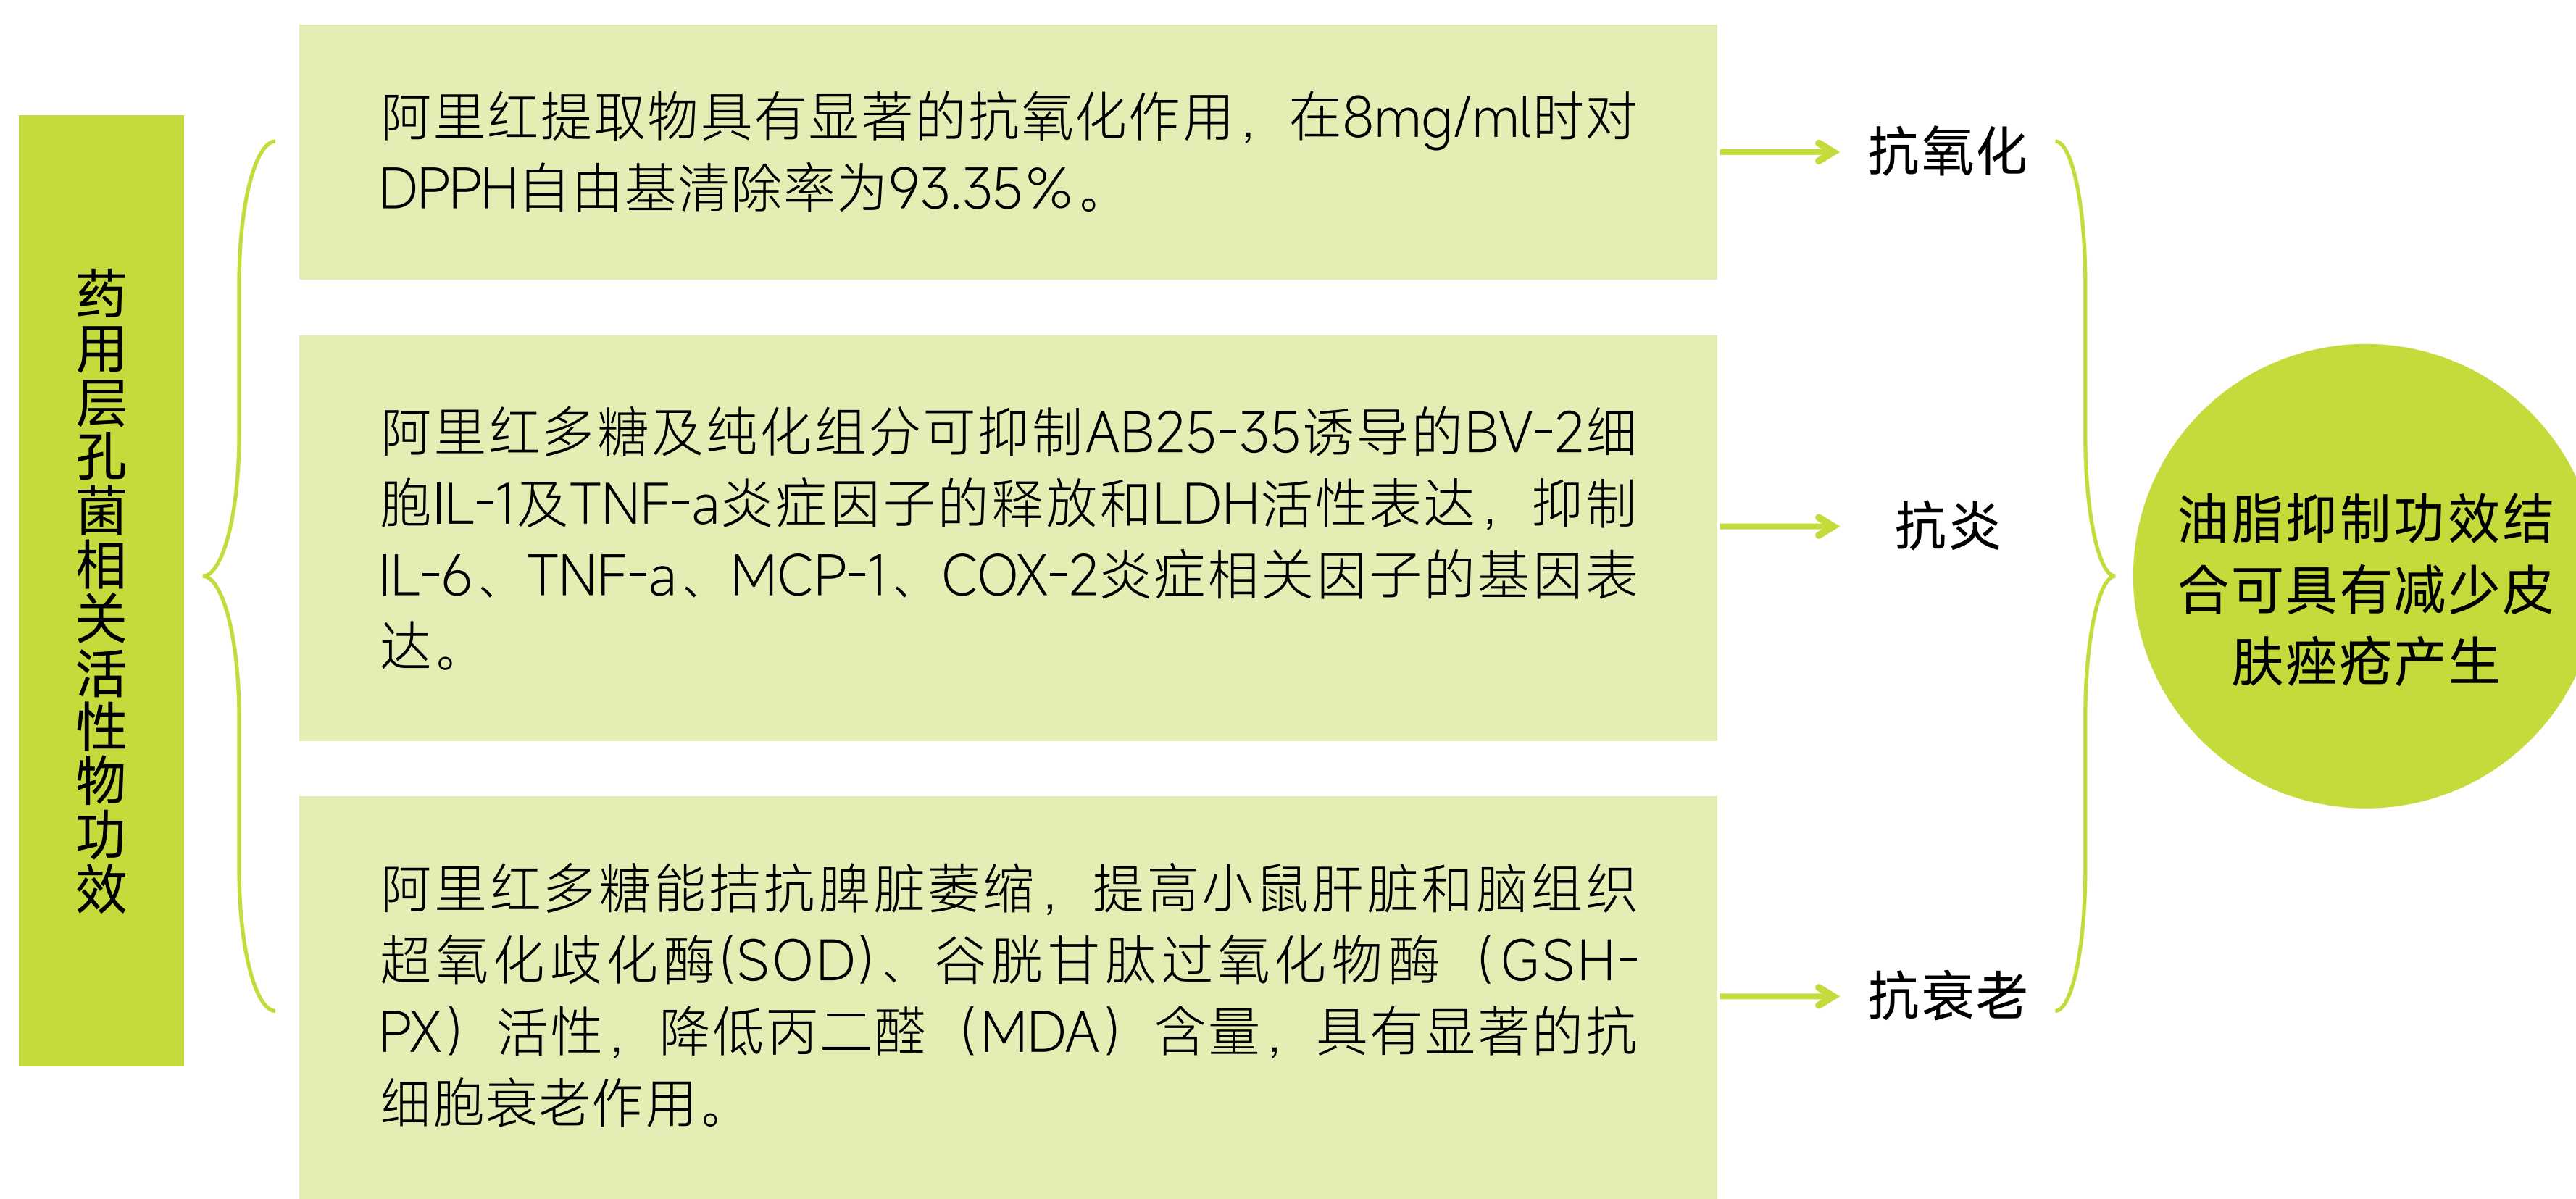 药用层孔菌相关活性物功效
阿里红提取物具有显著的抗氧化作用，在8mg/ml时对
DPPH自由基清除率为93.35%。
抗氧化
阿里红多糖及纯化组分可抑制AB25-35诱导的BV-2细
胞IL-1及TNF-a炎症因子的释放和LDH活性表达，抑制
IL-6、TNF-a、MCP-1、COX-2炎症相关因子的基因表
达。
抗炎
阿里红多糖能拮抗脾脏萎缩，提高小鼠肝脏和脑组织
超氧化歧化酶(SOD)、谷胱甘肽过氧化物酶（GSH-
PX）活性，降低丙二醛（MDA）含量，具有显著的抗
细胞衰老作用。
抗衰老
油脂抑制功效结
合可具有减少皮
肤痤疮产生